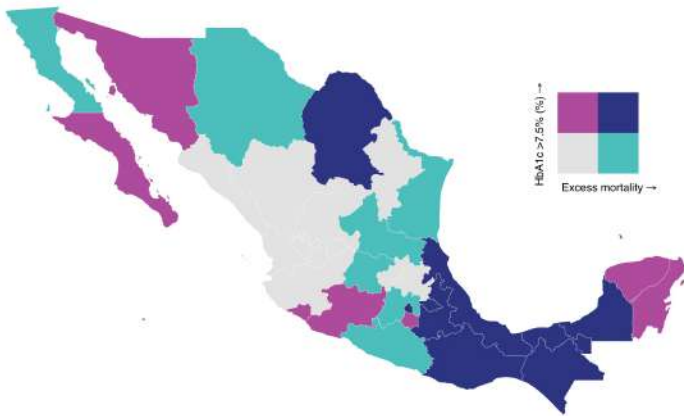 HbA1c >7.5% (%) →
Excess mortality →